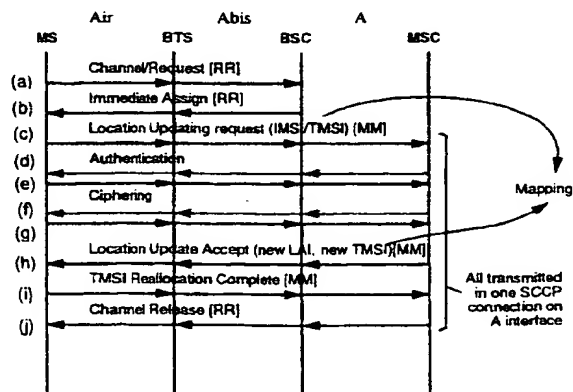 Air Abis A
MS BTS BSC MSC
(a) Channel/Request [RR]
(b) Immediate Assign [RR]
(c) Location Updating request (IMSI/TMSI) [MM]
(d) Authentication
(e)
Ciphering
(f)
(g)
Mapping
Location Update Accept (new LAI, new TMSI)[MM]
(h)
TMSI Reallocation Complete [MM]
(i)
Channel Release [RR]
(j)
All transmitted
in one SCCP
connection on
A interface